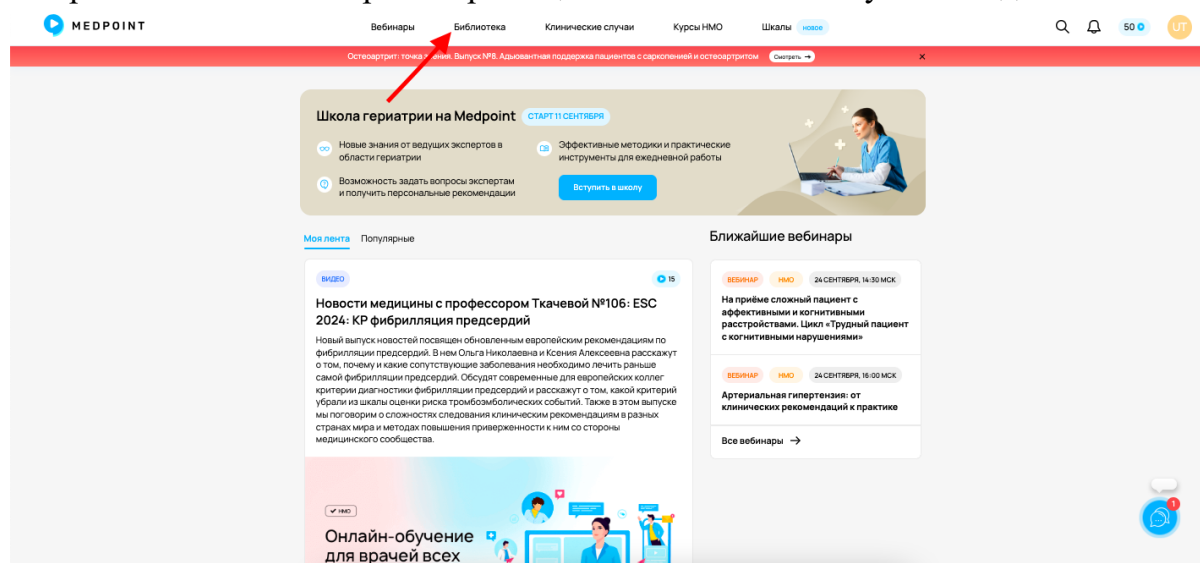 MEDPOINT
Вебинары Библиотека Клинические случаи Курсы НМО Шкалы новое
50
UT
Остеоартрит: точка зрения. Выпуск №8. Адьювантная поддержка пациентов с саркопенией и остеоартритом Смотреть →
Школа гериатрии на Medpoint СТАРТ 11 СЕНТЯБРЯ
Новые знания от ведущих экспертов в
области гериатрии
Эффективные методики и практические
инструменты для ежедневной работы
Возможность задать вопросы экспертам
и получить персональные рекомендации
Вступить в школу
Моя лента Популярные
ВИДЕО
15
Новости медицины с профессором Ткачевой №106: ESC
2024: КР фибрилляция предсердий
Новый выпуск новостей посвящен обновленным европейским рекомендациям по
фибрилляции предсердий. В нем Ольга Николаевна и Ксения Алексеевна расскажут
о том, почему и какие сопутствующие заболевания необходимо лечить раньше
самой фибрилляции предсердий. Обсудят современные для европейских коллег
критерии диагностики фибрилляции предсердий и расскажут о том, какой критерий
убрали из шкалы оценки риска тромбоэмболических событий. Также в этом выпуске
мы поговорим о сложностях следования клиническим рекомендациям в разных
странах мира и методах повышения приверженности к ним со стороны
медицинского сообщества.
НМО
Онлайн-обучение
для врачей всех
Ближайшие вебинары
ВЕБИНАР НМО 24 СЕНТЯБРЯ, 14:30 МСК
На приёме сложный пациент с
аффективными и когнитивными
расстройствами. Цикл «Трудный пациент
с когнитивными нарушениями»
ВЕБИНАР НМО 24 СЕНТЯБРЯ, 16:00 МСК
Артериальная гипертензия: от
клинических рекомендаций к практике
Все вебинары →
1